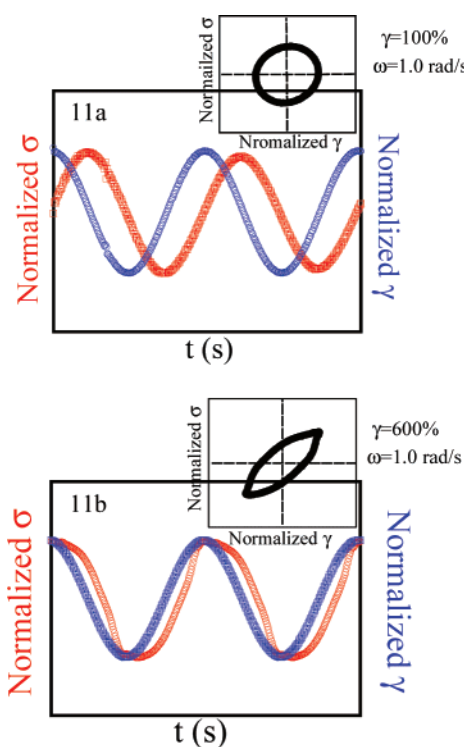 Normailzed σ
γ=100%
ω=1.0 rad/s
Nromalized γ
11a
Normalized σ
Normalized γ
t (s)
Normalized σ
γ=600%
ω=1.0 rad/s
Normalized γ
11b
Normalized σ
Normalized γ
t (s)